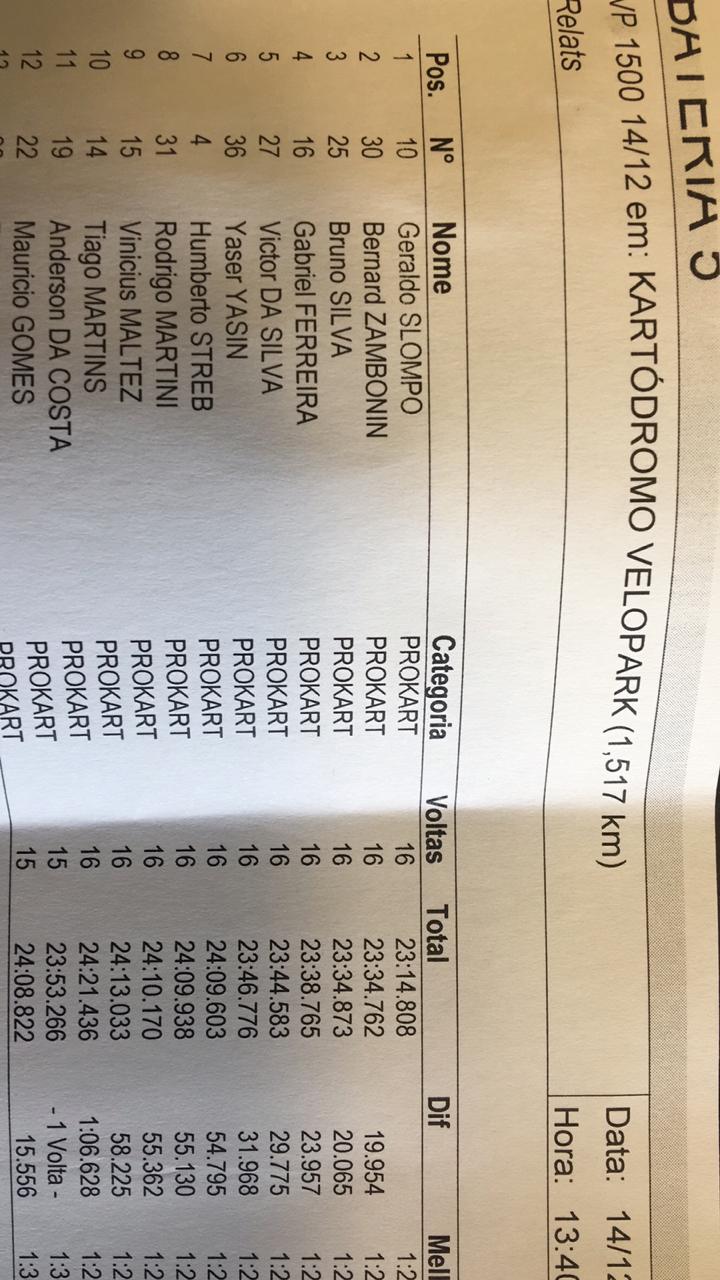 BATERIA 5
VP 1500 14/12 em: KARTÓDROMO VELOPARK (1,517 km) Data: 14/12
Relats Hora: 13:4
Pos. Nº Nome Categoria Voltas Total Dif Mel
1 10 Geraldo SLOMPO PROKART 16 23:14.808 1:2
2 30 Bernard ZAMBONIN PROKART 16 23:34.762 19.954 1:2
3 25 Bruno SILVA PROKART 16 23:34.873 20.065 1:2
4 16 Gabriel FERREIRA PROKART 16 23:38.765 23.957 1:2
5 27 Victor DA SILVA PROKART 16 23:44.583 29.775 1:2
6 36 Yaser YASIN PROKART 16 23:46.776 31.968 1:2
7 4 Humberto STREB PROKART 16 24:09.603 54.795 1:2
8 31 Rodrigo MARTINI PROKART 16 24:09.938 55.130 1:2
9 15 Vinicius MALTEZ PROKART 16 24:10.170 55.362 1:2
10 14 Tiago MARTINS PROKART 16 24:13.033 58.225 1:2
11 19 Anderson DA COSTA PROKART 16 24:21.436 1:06.628 1:2
12 22 Mauricio GOMES PROKART 15 23:53.266 - 1 Volta - 1:3
PROKART 15 24:08.822 15.556 1:3